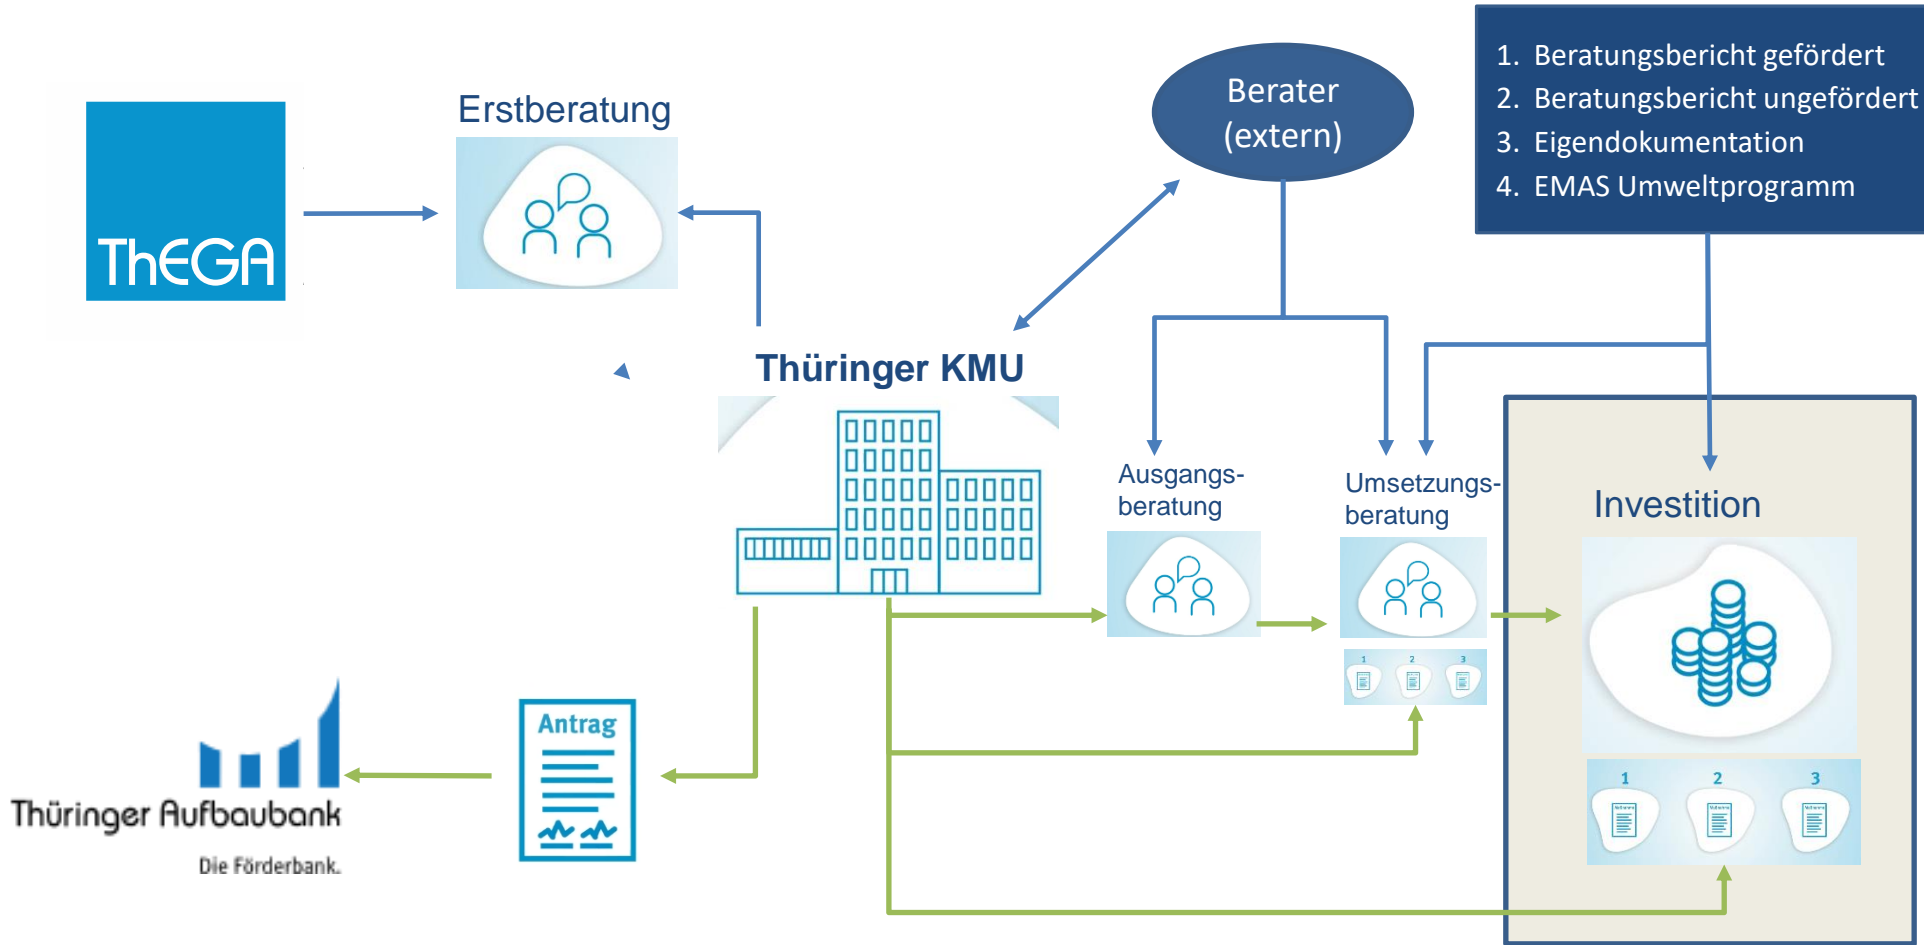 ThEGA
Erstberatung
Berater
(extern)
1. Beratungsbericht gefördert
2. Beratungsbericht ungefördert
3. Eigendokumentation
4. EMAS Umweltprogramm
Thüringer KMU
Ausgangs-
beratung
Umsetzungs-
beratung
Investition
1 2 3
Antrag
Thüringer Aufbaubank
Die Förderbank.
1 2 3